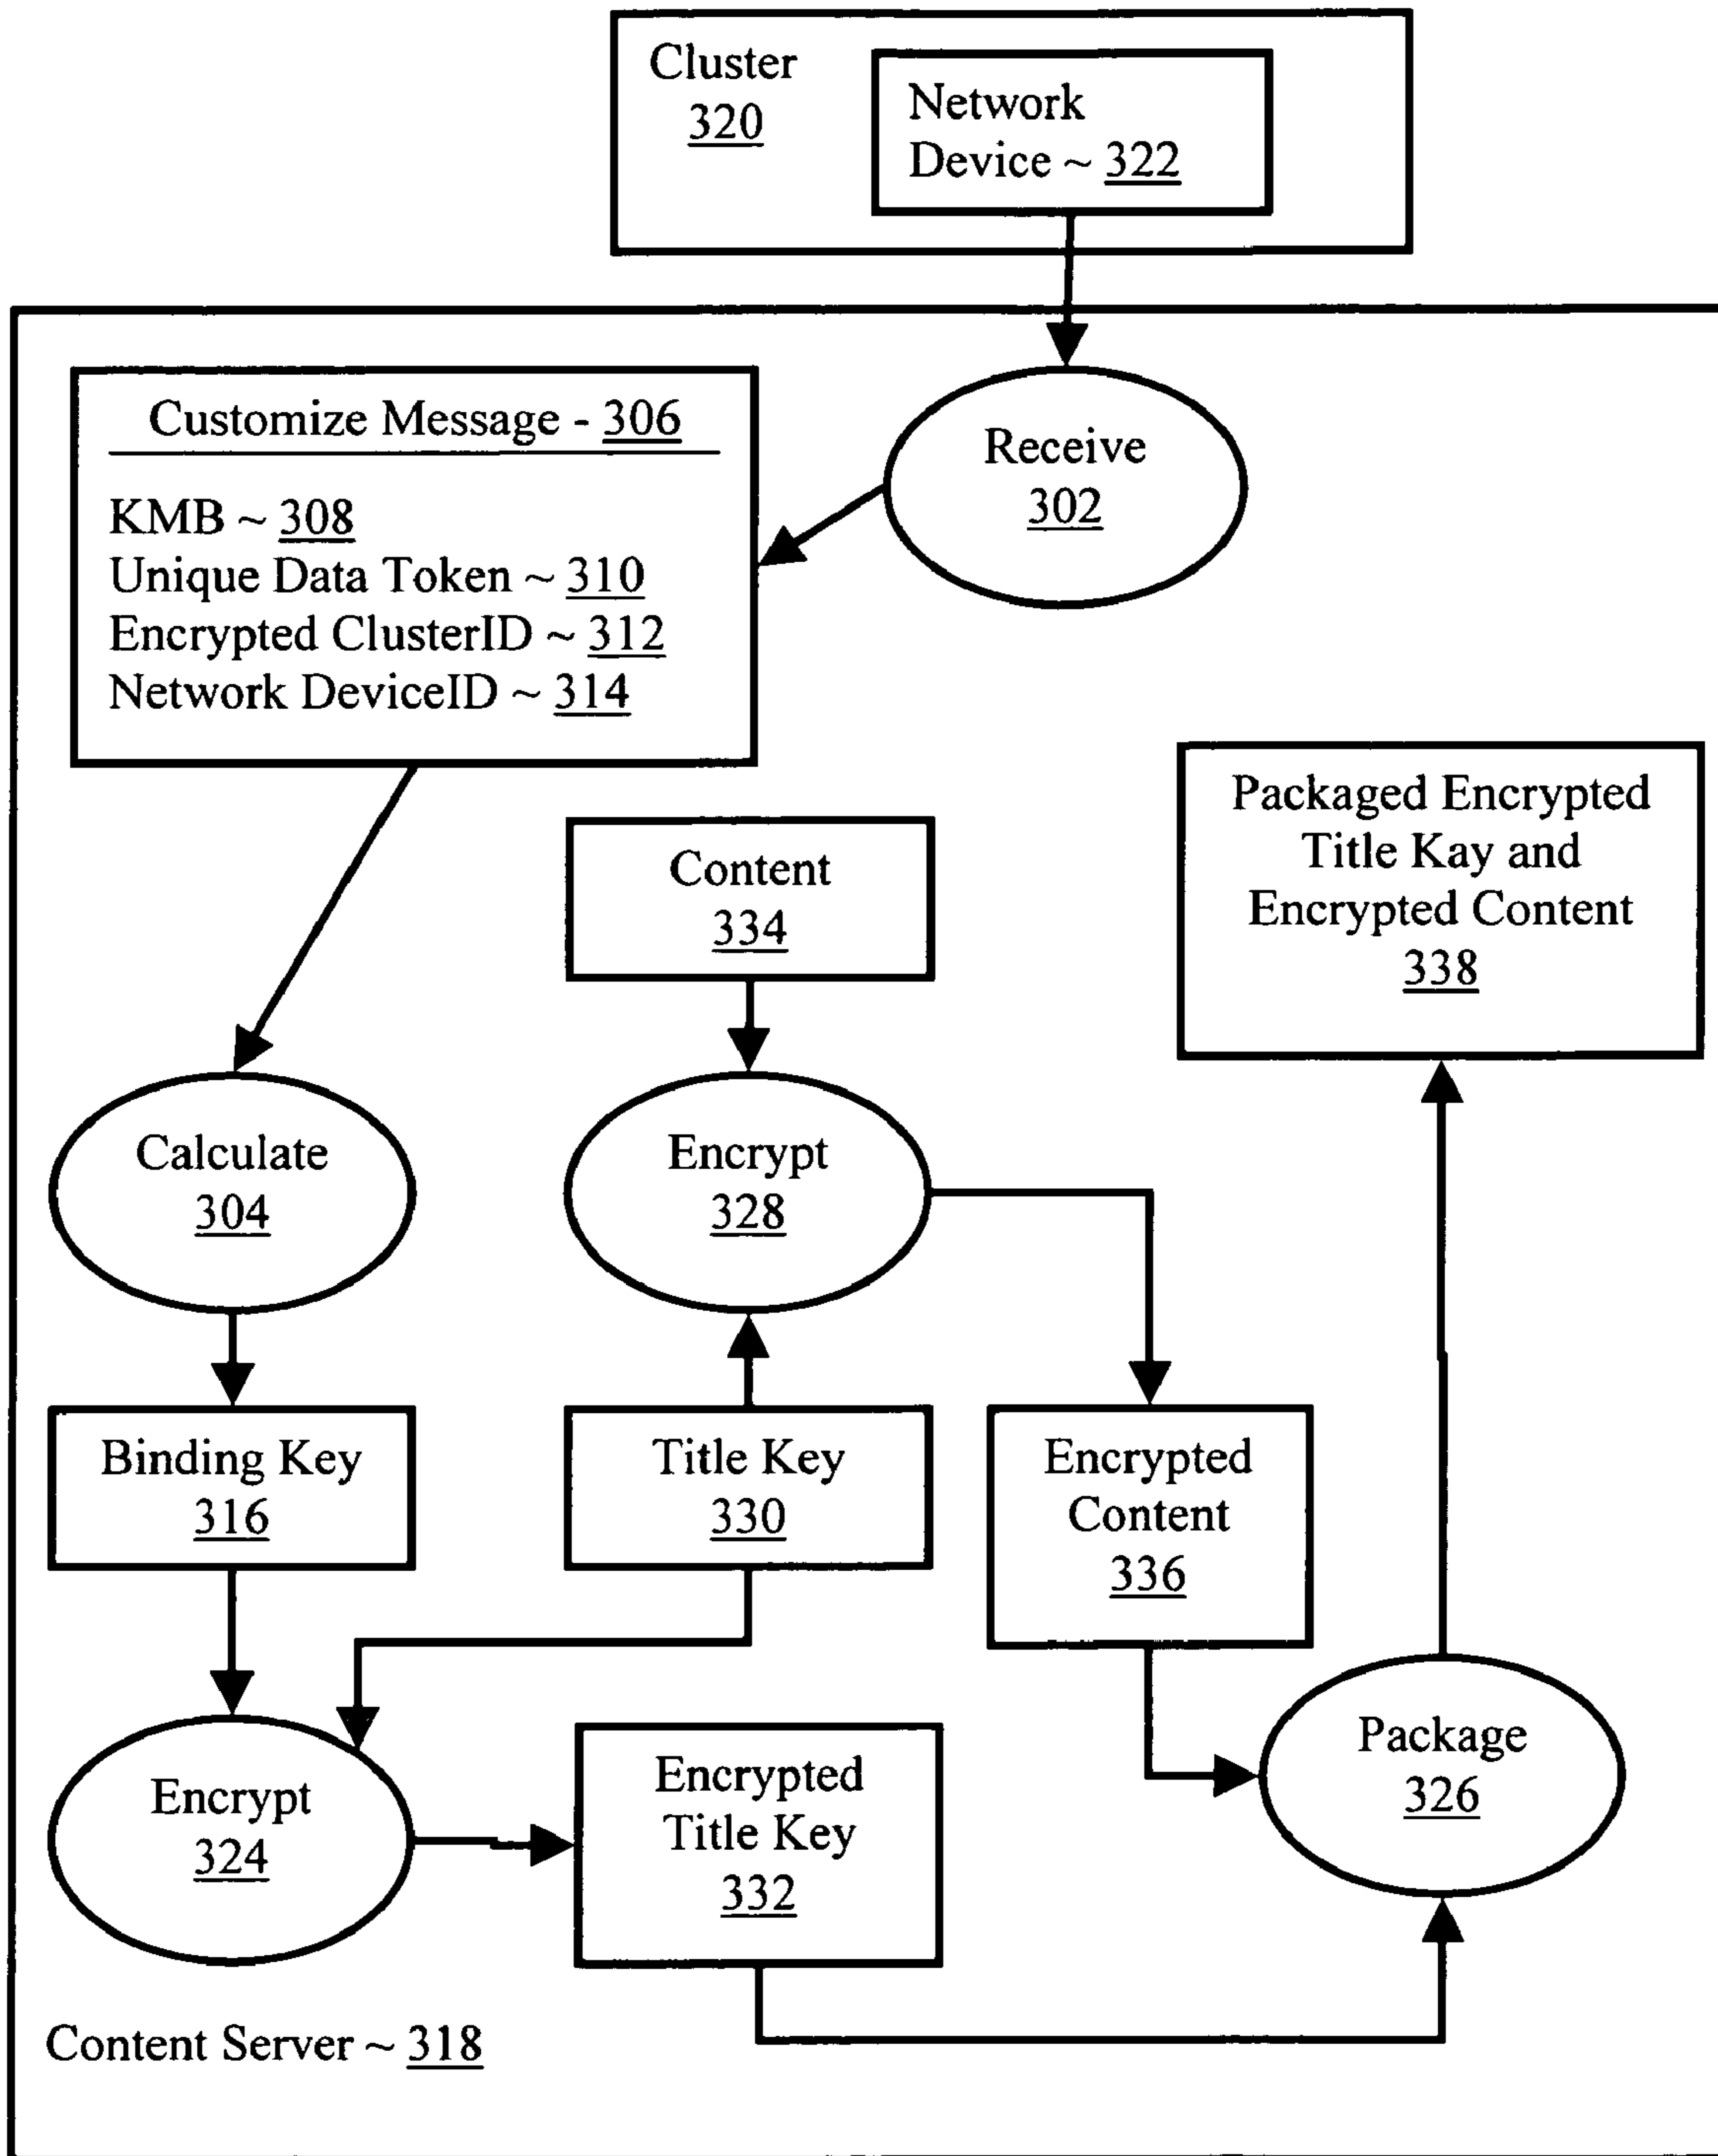 Cluster
320
Network
Device ~ 322
Customize Message - 306
KMB ~ 308
Unique Data Token ~ 310
Encrypted ClusterID ~ 312
Network DeviceID ~ 314
Receive
302
Content
334
Packaged Encrypted
Title Kay and
Encrypted Content
338
Calculate
304
Encrypt
328
Binding Key
316
Title Key
330
Encrypted
Content
336
Encrypt
324
Encrypted
Title Key
332
Package
326
Content Server ~ 318